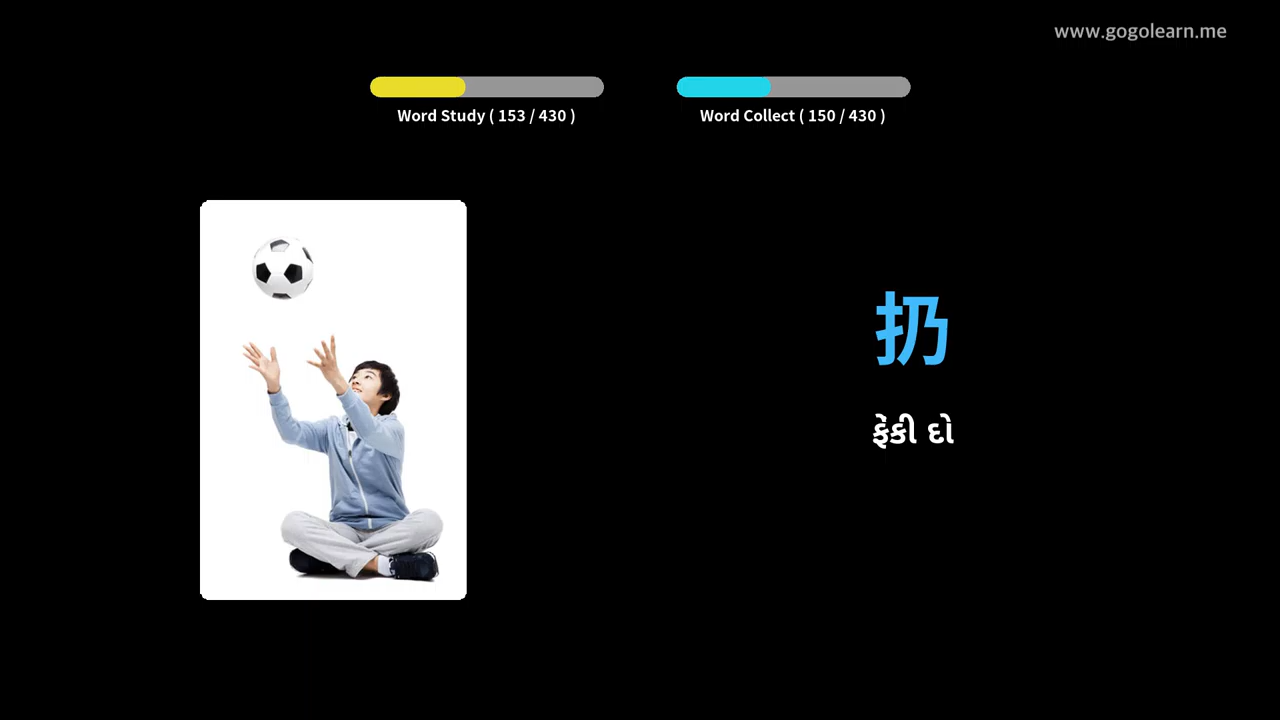 www.gogolearn.me
Word Study ( 153 / 430 )
Word Collect ( 150 / 430 )
扔
ફેંકી દો